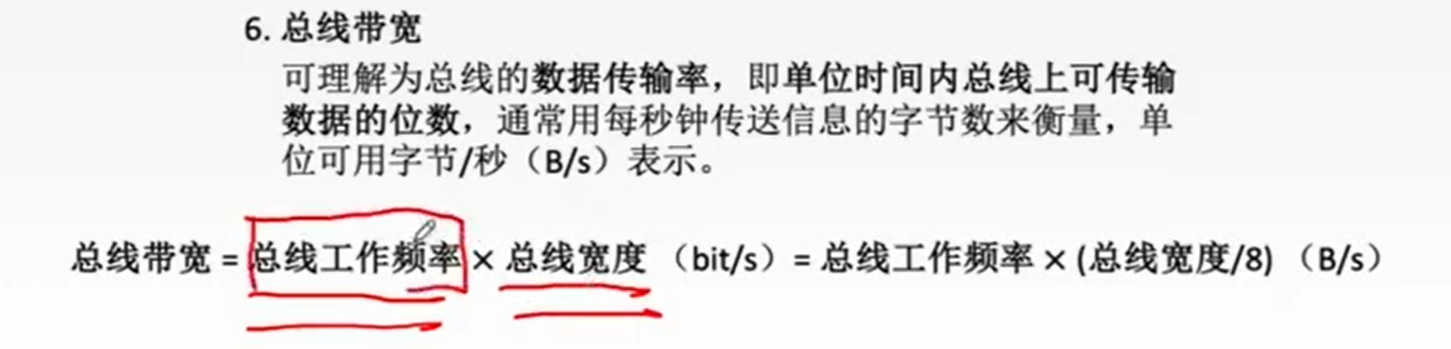 6. 总线带宽
可理解为总线的数据传输率，即单位时间内总线上可传输
数据的位数，通常用每秒钟传送信息的字节数来衡量，单
位可用字节/秒（B/s）表示。
总线带宽 = 总线工作频率 × 总线宽度 （bit/s）= 总线工作频率 × (总线宽度/8) （B/s）